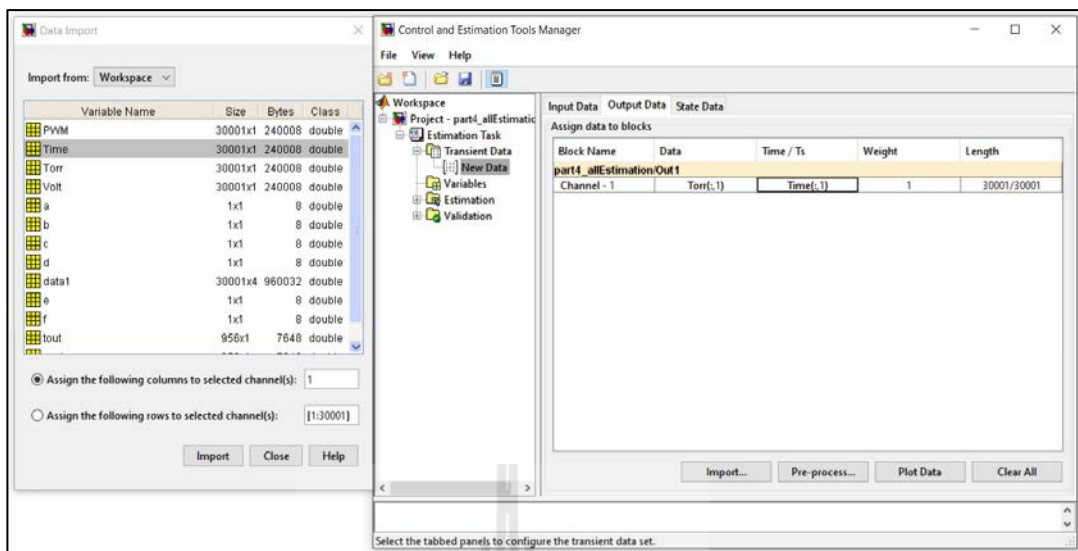 Data Import
Import from: Workspace
Variable Name Size Bytes Class
PWM 30001x1 240008 double
Time 30001x1 240008 double
Torr 30001x1 240008 double
Volt 30001x1 240008 double
a 1x1 8 double
b 1x1 8 double
c 1x1 8 double
d 1x1 8 double
data1 30001x4 960032 double
e 1x1 8 double
f 1x1 8 double
tout 956x1 7648 double
Assign the following columns to selected channel(s): 1
Assign the following rows to selected channel(s): [1:30001]
Import Close Help
Control and Estimation Tools Manager
File View Help
Workspace
Project - part4_allEstimatic
Estimation Task
Transient Data
New Data
Variables
Estimation
Validation
Input Data Output Data State Data
Assign data to blocks
Block Name Data Time / Ts Weight Length
part4_allEstimation/Out1
Channel - 1 Torr(:,1) Time(:,1) 1 30001/30001
Import... Pre-process... Plot Data Clear All
Select the tabbed panels to configure the transient data set.